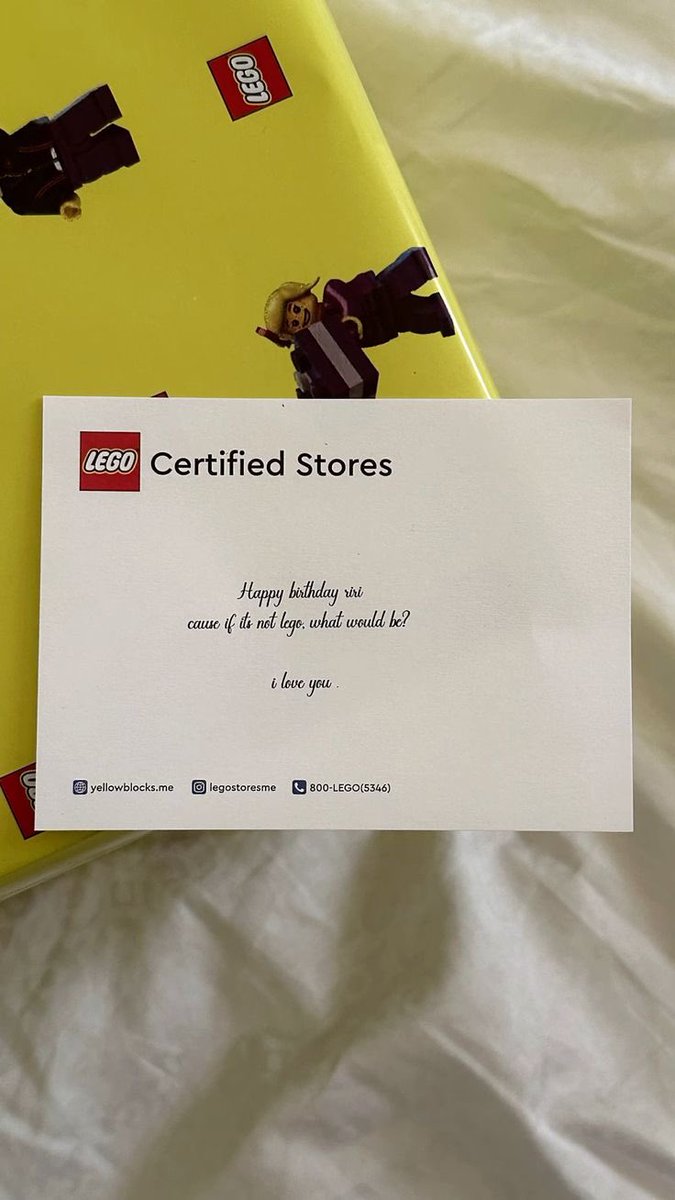 LEGO
LEGO Certified Stores
Happy birthday riri
cause if its not lego, what would be?
i love you .
yellowblocks.me legostoresme 800-LEGO(5346)